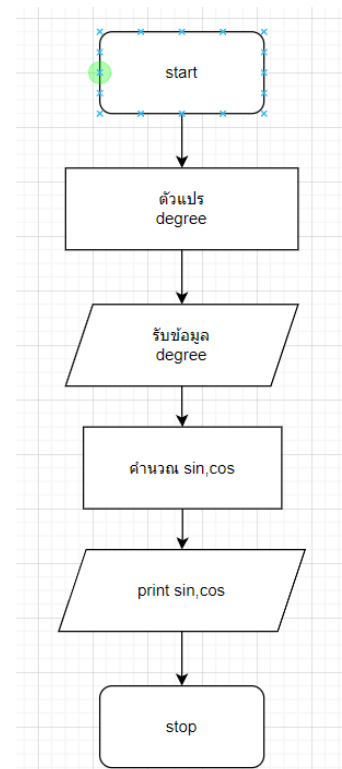 start
ตัวแปร
degree
รับข้อมูล
degree
คำนวณ sin,cos
print sin,cos
stop